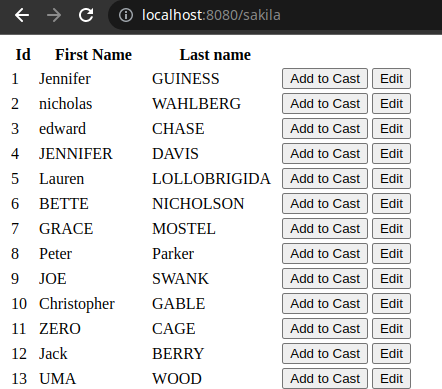 localhost:8080/sakila
Id First Name Last name
1 Jennifer GUINESS Add to Cast Edit
2 nicholas WAHLBERG Add to Cast Edit
3 edward CHASE Add to Cast Edit
4 JENNIFER DAVIS Add to Cast Edit
5 Lauren LOLLOBRIGIDA Add to Cast Edit
6 BETTE NICHOLSON Add to Cast Edit
7 GRACE MOSTEL Add to Cast Edit
8 Peter Parker Add to Cast Edit
9 JOE SWANK Add to Cast Edit
10 Christopher GABLE Add to Cast Edit
11 ZERO CAGE Add to Cast Edit
12 Jack BERRY Add to Cast Edit
13 UMA WOOD Add to Cast Edit